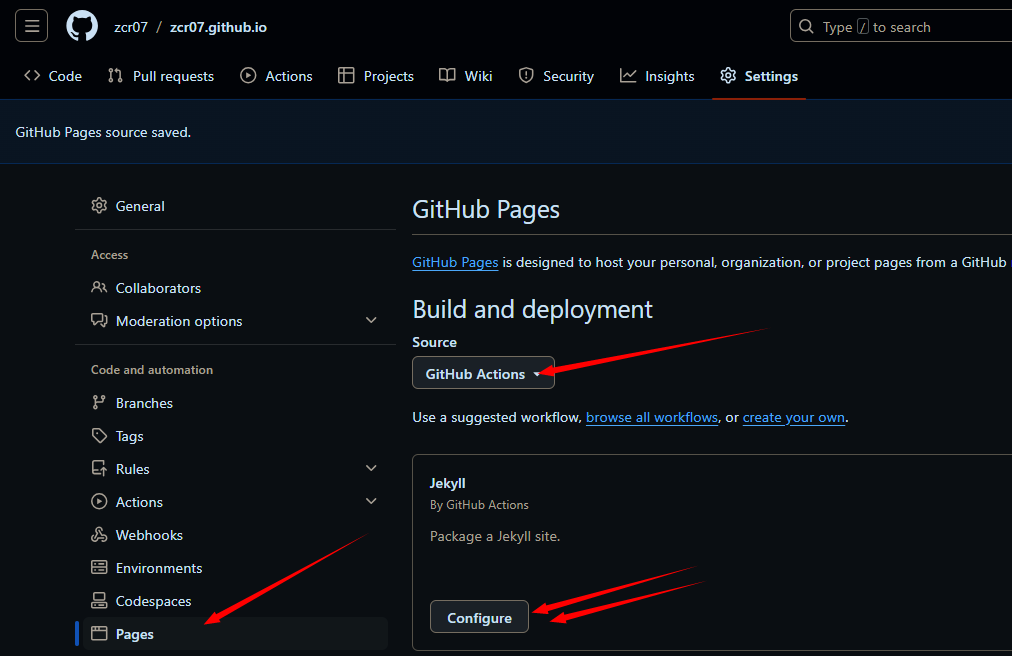 zcr07 / zcr07.github.io
Type / to search
Code Pull requests Actions Projects Wiki Security Insights Settings
GitHub Pages source saved.
General
Access
Collaborators
Moderation options
Code and automation
Branches
Tags
Rules
Actions
Webhooks
Environments
Codespaces
Pages
GitHub Pages
GitHub Pages is designed to host your personal, organization, or project pages from a GitHub
Build and deployment
Source
GitHub Actions
Use a suggested workflow, browse all workflows, or create your own.
Jekyll
By GitHub Actions
Package a Jekyll site.
Configure